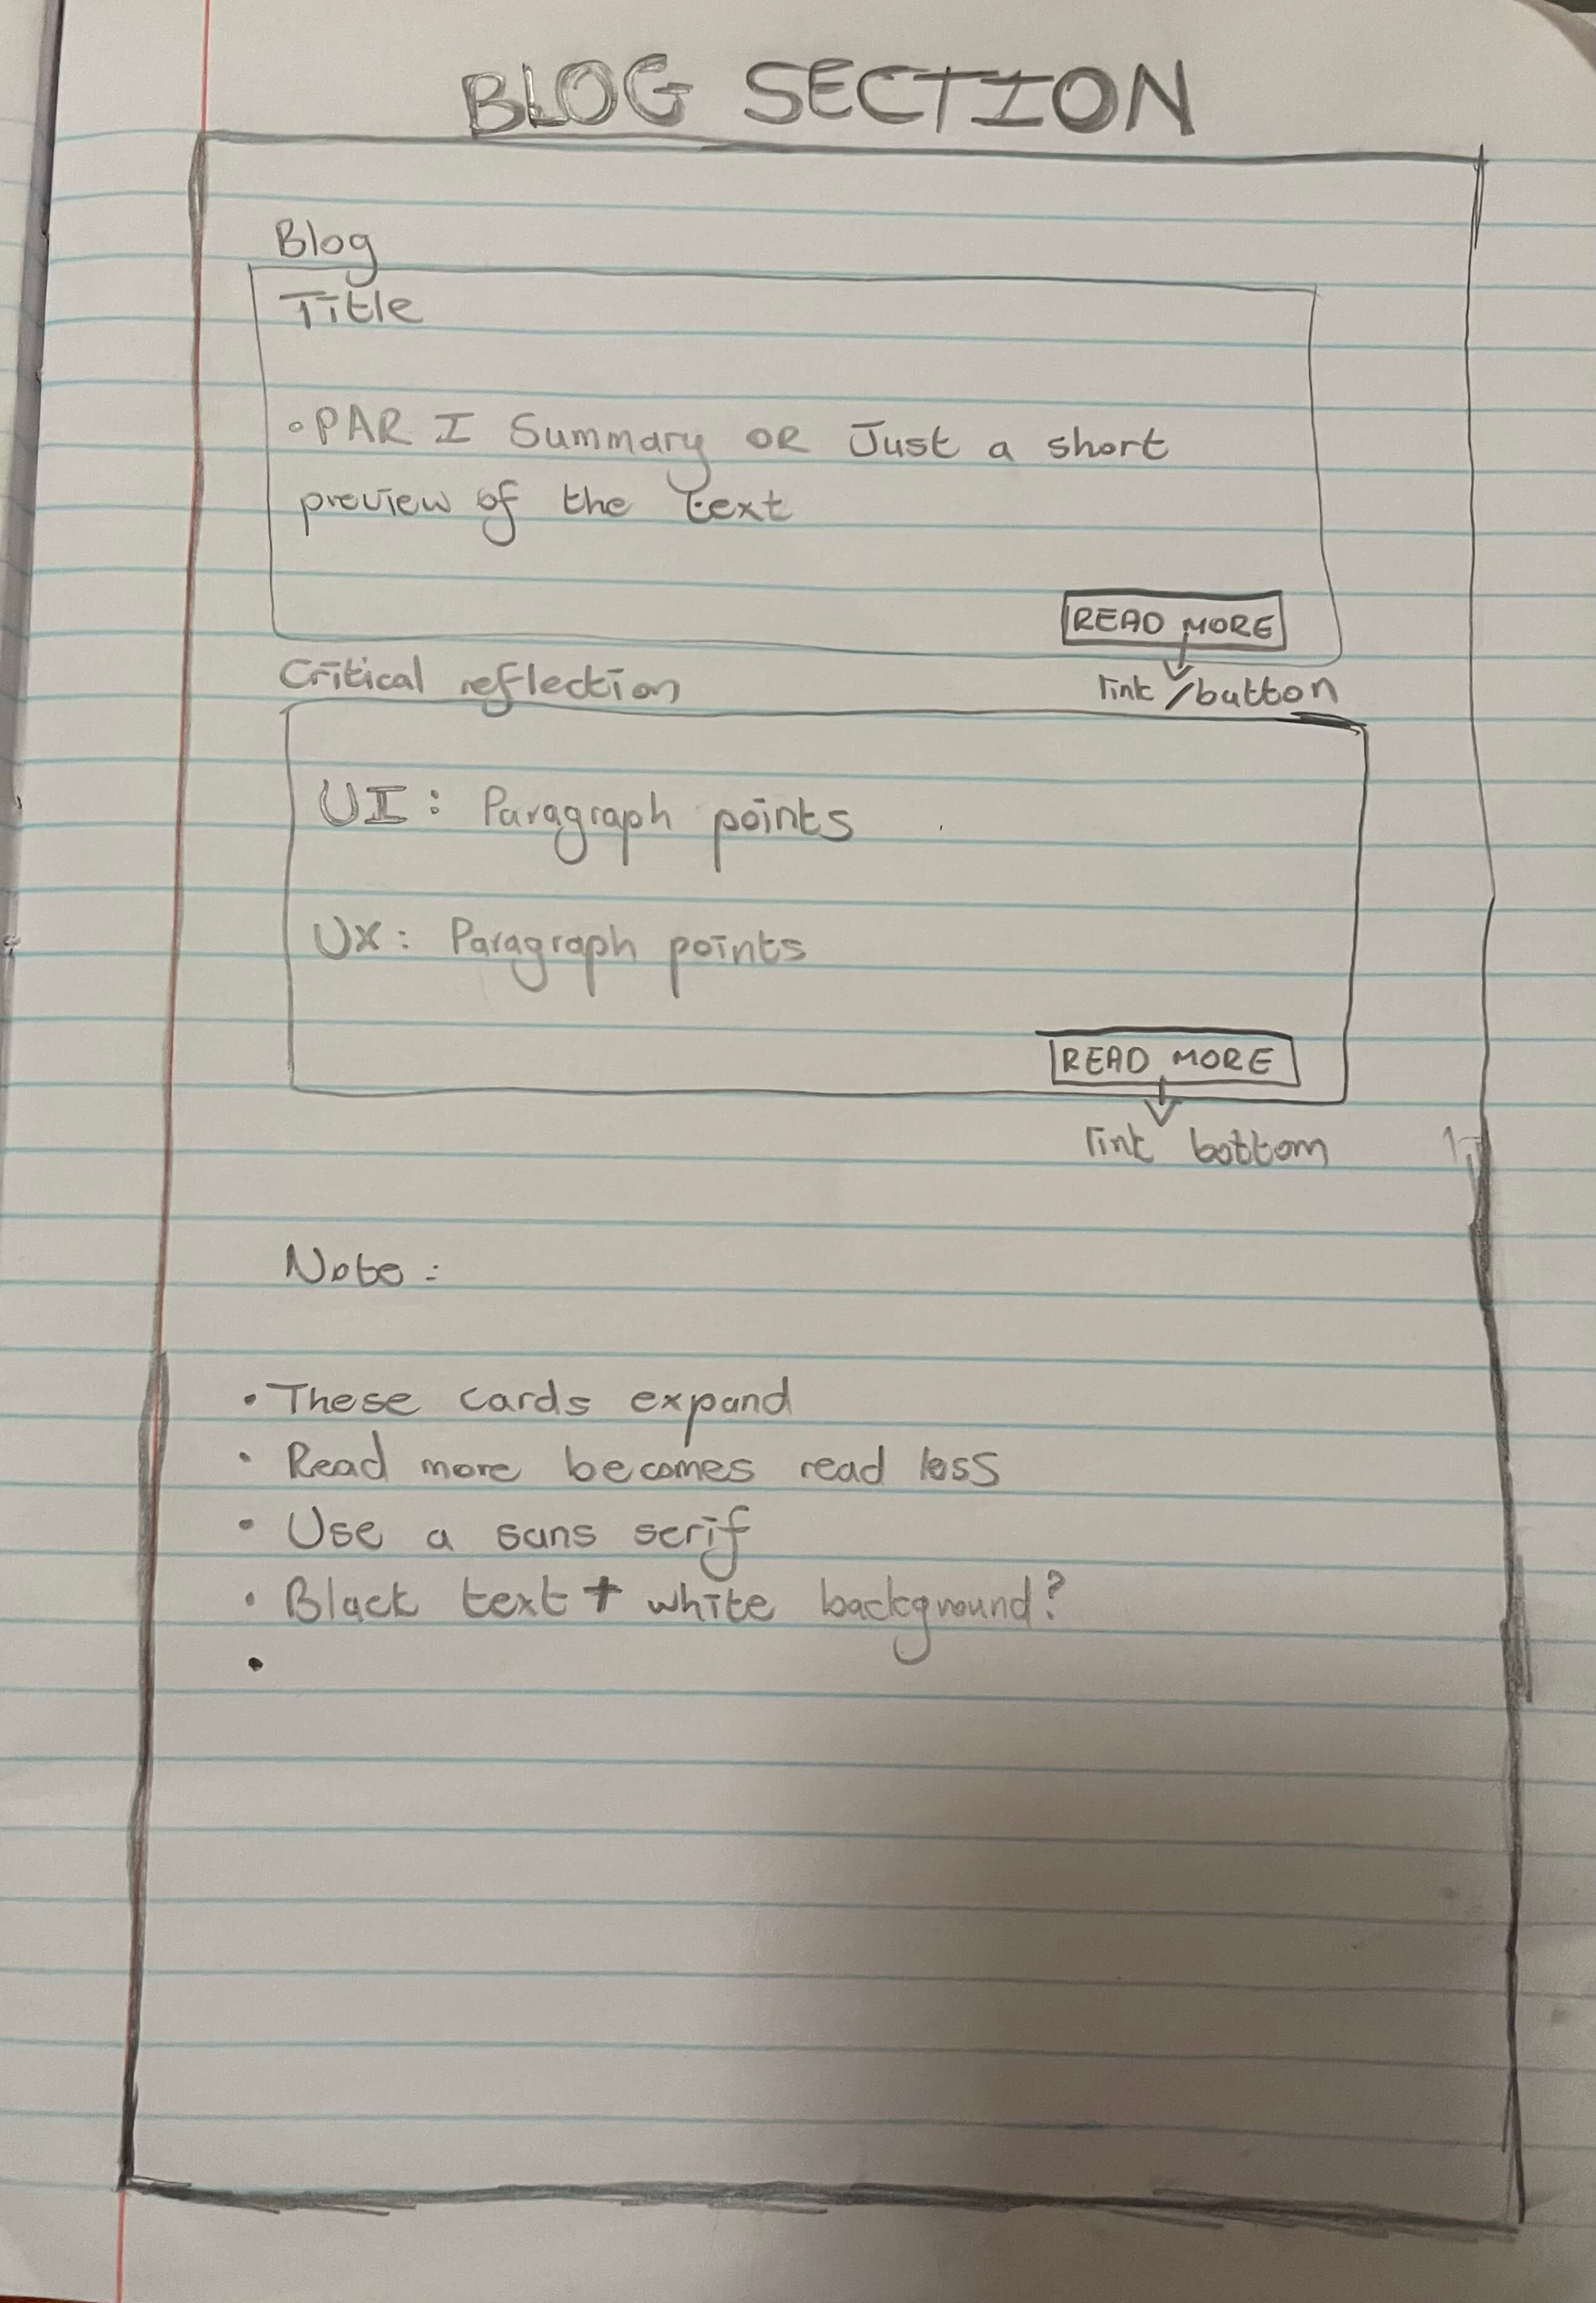 BLOG SECTION
Blog
Title
• PAR I Summary OR Just a short
preview of the text
READ MORE
link/button
Critical reflection
UI: Paragraph points
UX: Paragraph points
READ MORE
link bottom
Note:
• These cards expand
• Read more becomes read less
• Use a sans serif
• Black text + white background?
•